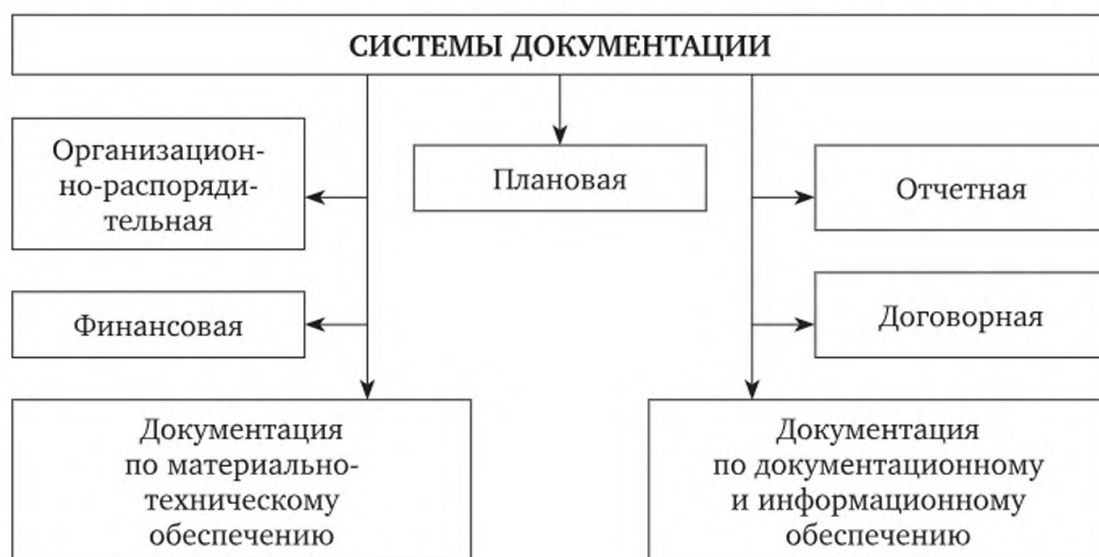 СИСТЕМЫ ДОКУМЕНТАЦИИ
Организацион-
но-распоряди-
тельная
Плановая
Отчетная
Финансовая
Договорная
Документация
по материально-
техническому
обеспечению
Документация
по документационному
и информационному
обеспечению